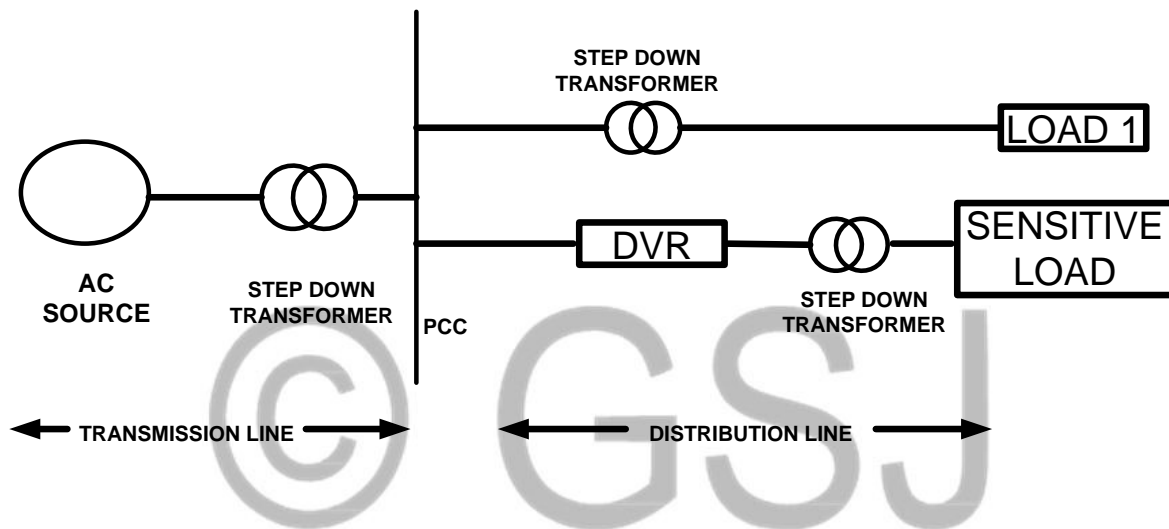 STEP DOWN
TRANSFORMER
LOAD 1
DVR
SENSITIVE
LOAD
AC
SOURCE
STEP DOWN
TRANSFORMER
PCC
STEP DOWN
TRANSFORMER
TRANSMISSION LINE
DISTRIBUTION LINE
© GSJ